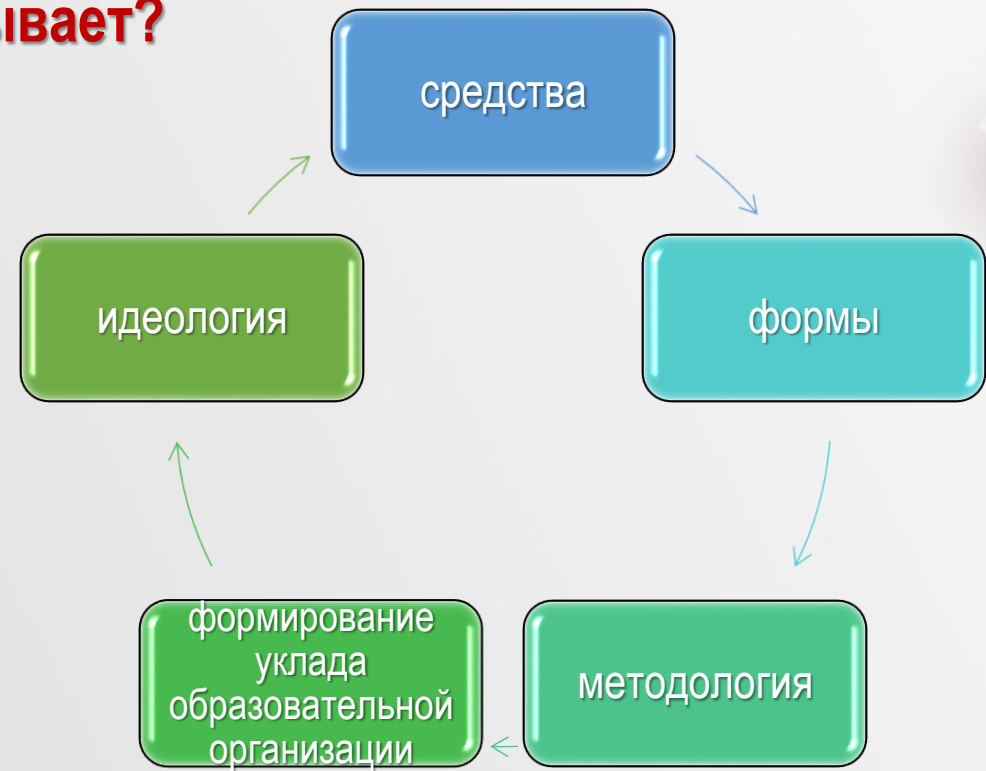 ывает?
средства
идеология
формы
формирование
уклада
образовательной
организации
методология